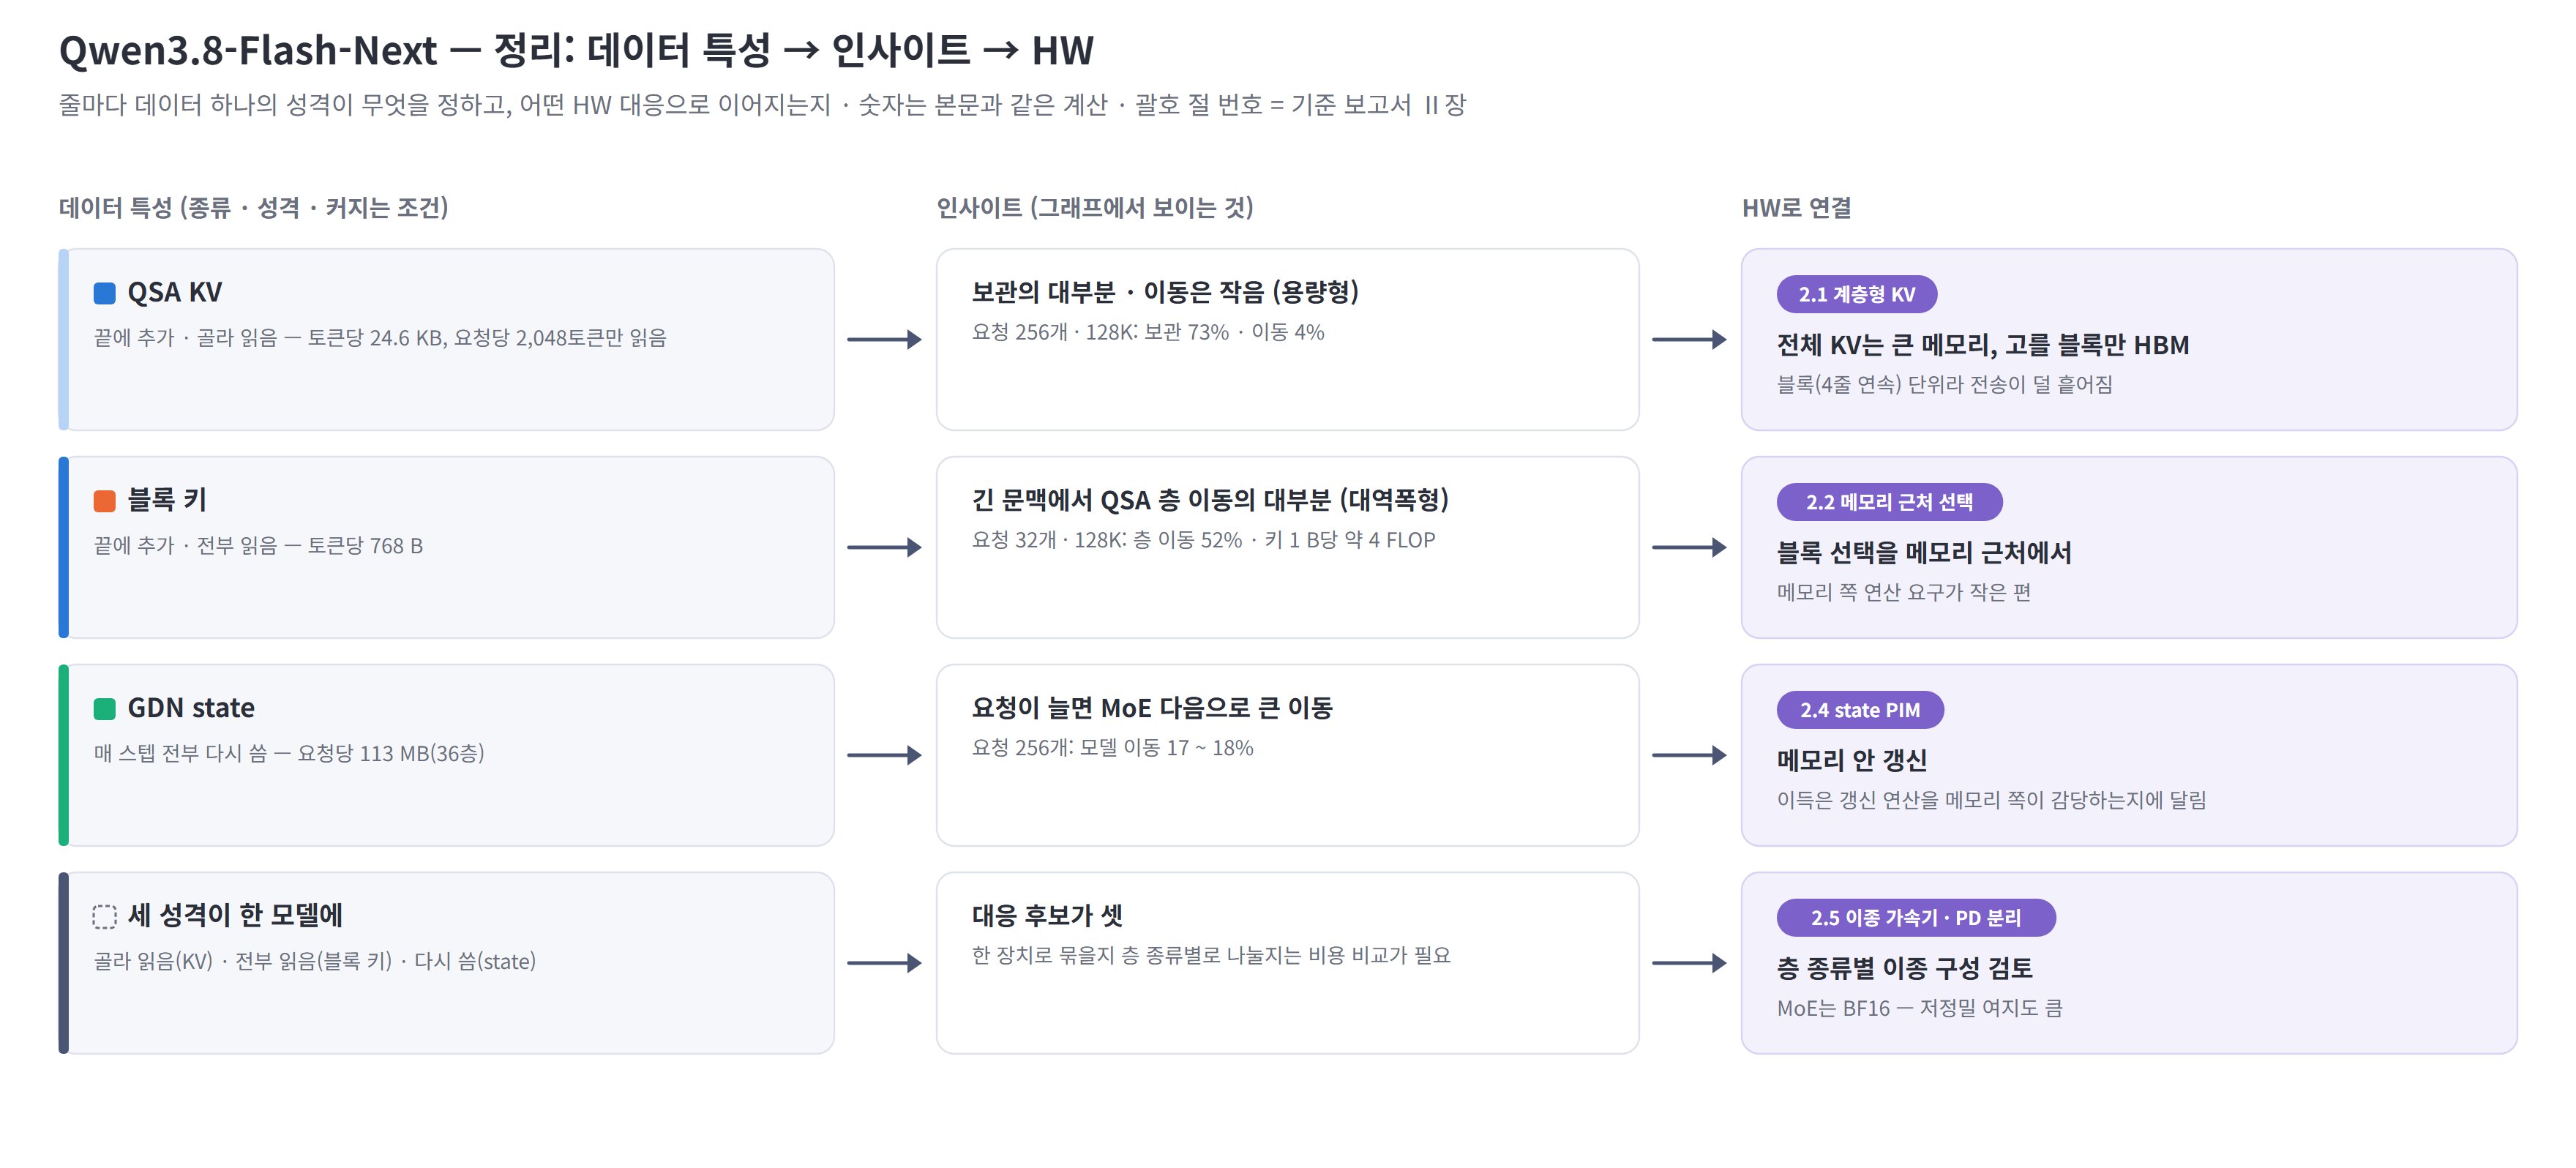 Qwen3.8-Flash-Next — 정리: 데이터 특성 → 인사이트 → HW
줄마다 데이터 하나의 성격이 무엇을 정하고, 어떤 HW 대응으로 이어지는지 · 숫자는 본문과 같은 계산 · 괄호 절 번호 = 기준 보고서 Ⅱ장
데이터 특성 (종류 · 성격 · 커지는 조건)
인사이트 (그래프에서 보이는 것)
HW로 연결
QSA KV
끝에 추가 · 골라 읽음 — 토큰당 24.6 KB, 요청당 2,048토큰만 읽음
보관의 대부분 · 이동은 작음 (용량형)
요청 256개 · 128K: 보관 73% · 이동 4%
2.1 계층형 KV
전체 KV는 큰 메모리, 고를 블록만 HBM
블록(4줄 연속) 단위라 전송이 덜 흩어짐
블록 키
끝에 추가 · 전부 읽음 — 토큰당 768 B
긴 문맥에서 QSA 층 이동의 대부분 (대역폭형)
요청 32개 · 128K: 층 이동 52% · 키 1 B당 약 4 FLOP
2.2 메모리 근처 선택
블록 선택을 메모리 근처에서
메모리 쪽 연산 요구가 작은 편
GDN state
매 스텝 전부 다시 씀 — 요청당 113 MB(36층)
요청이 늘면 MoE 다음으로 큰 이동
요청 256개: 모델 이동 17 ~ 18%
2.4 state PIM
메모리 안 갱신
이득은 갱신 연산을 메모리 쪽이 감당하는지에 달림
세 성격이 한 모델에
골라 읽음(KV) · 전부 읽음(블록 키) · 다시 씀(state)
대응 후보가 셋
한 장치로 묶을지 층 종류별로 나눌지는 비용 비교가 필요
2.5 이종 가속기 · PD 분리
층 종류별 이종 구성 검토
MoE는 BF16 — 저정밀 여지도 큼